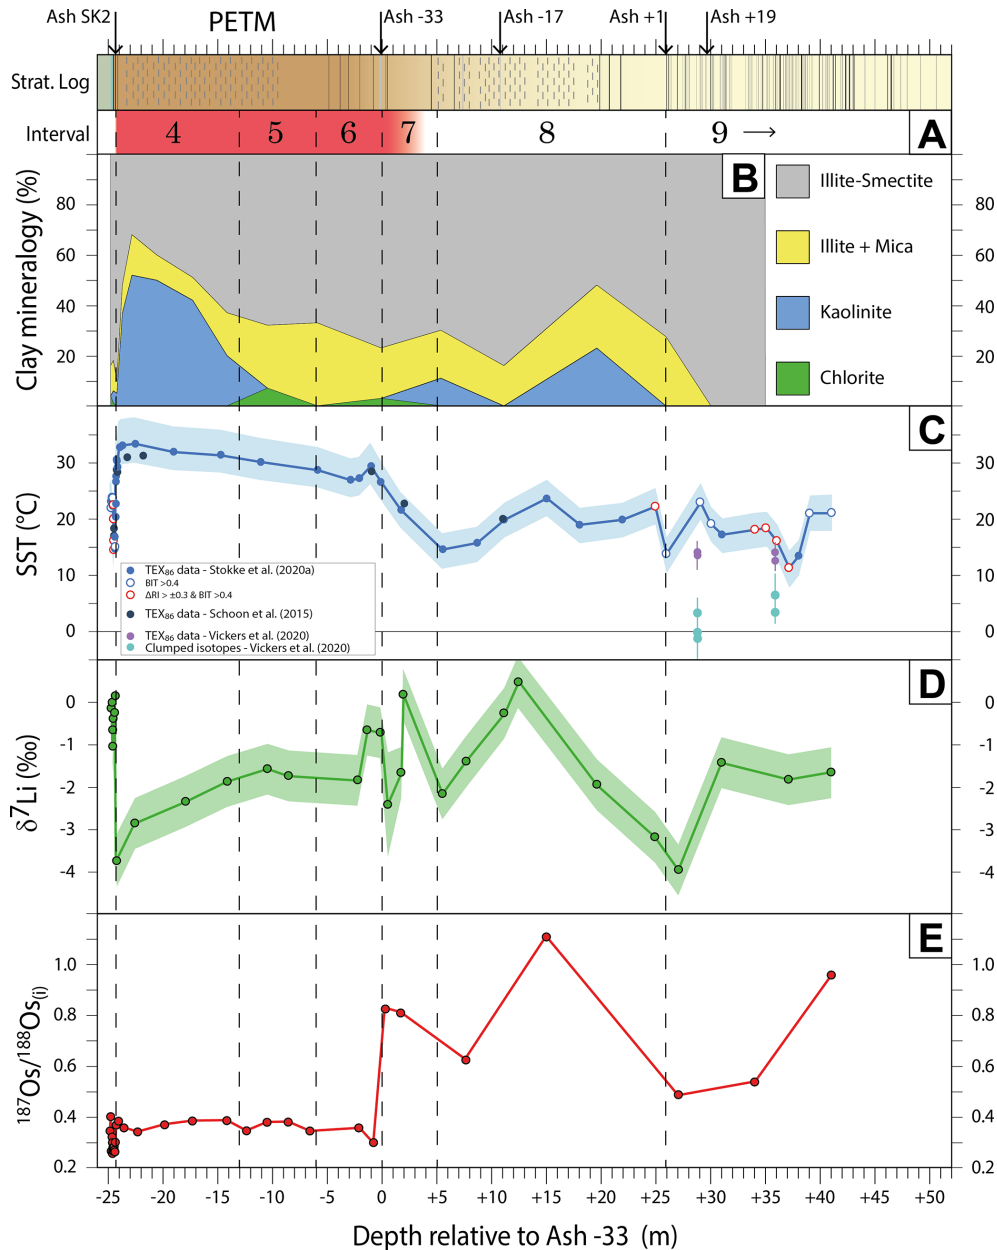 Ash SK2 PETM Ash -33 Ash -17 Ash +1 Ash +19
Strat. Log
Interval 4 5 6 7 8 9 → A
Clay mineralogy (%)
B
Illite-Smectite
Illite + Mica
Kaolinite
Chlorite
80 80
60 60
40 40
20 20
C
SST (°C)
30 30
20 20
10 10
0 0
TEX86 data - Stokke et al. (2020a)
BIT >0.4
ΔRI > ±0.3 & BIT >0.4
TEX86 data - Schoon et al. (2015)
TEX86 data - Vickers et al. (2020)
Clumped isotopes - Vickers et al. (2020)
D
δ7Li (‰)
0 0
-1 -1
-2 -2
-3 -3
-4 -4
E
187Os/188Os(i)
1.0 1.0
0.8 0.8
0.6 0.6
0.4 0.4
0.2 0.2
-25 -20 -15 -10 -5 0 +5 +10 +15 +20 +25 +30 +35 +40 +45 +50
Depth relative to Ash -33 (m)